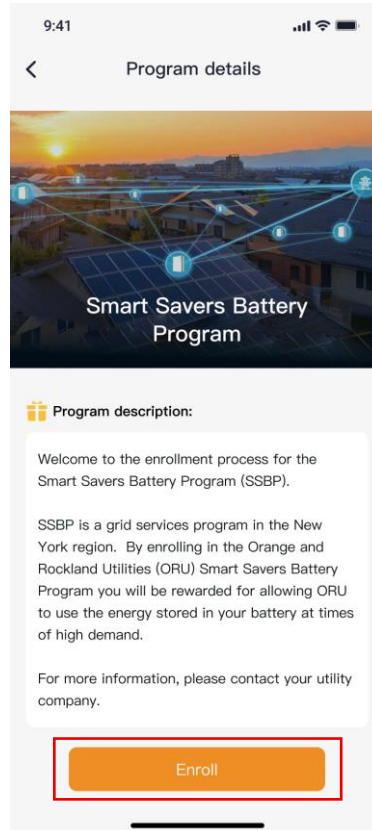 9:41
Program details
Smart Savers Battery
Program
Program description:
Welcome to the enrollment process for the
Smart Savers Battery Program (SSBP).
SSBP is a grid services program in the New
York region. By enrolling in the Orange and
Rockland Utilities (ORU) Smart Savers Battery
Program you will be rewarded for allowing ORU
to use the energy stored in your battery at times
of high demand.
For more information, please contact your utility
company.
Enroll